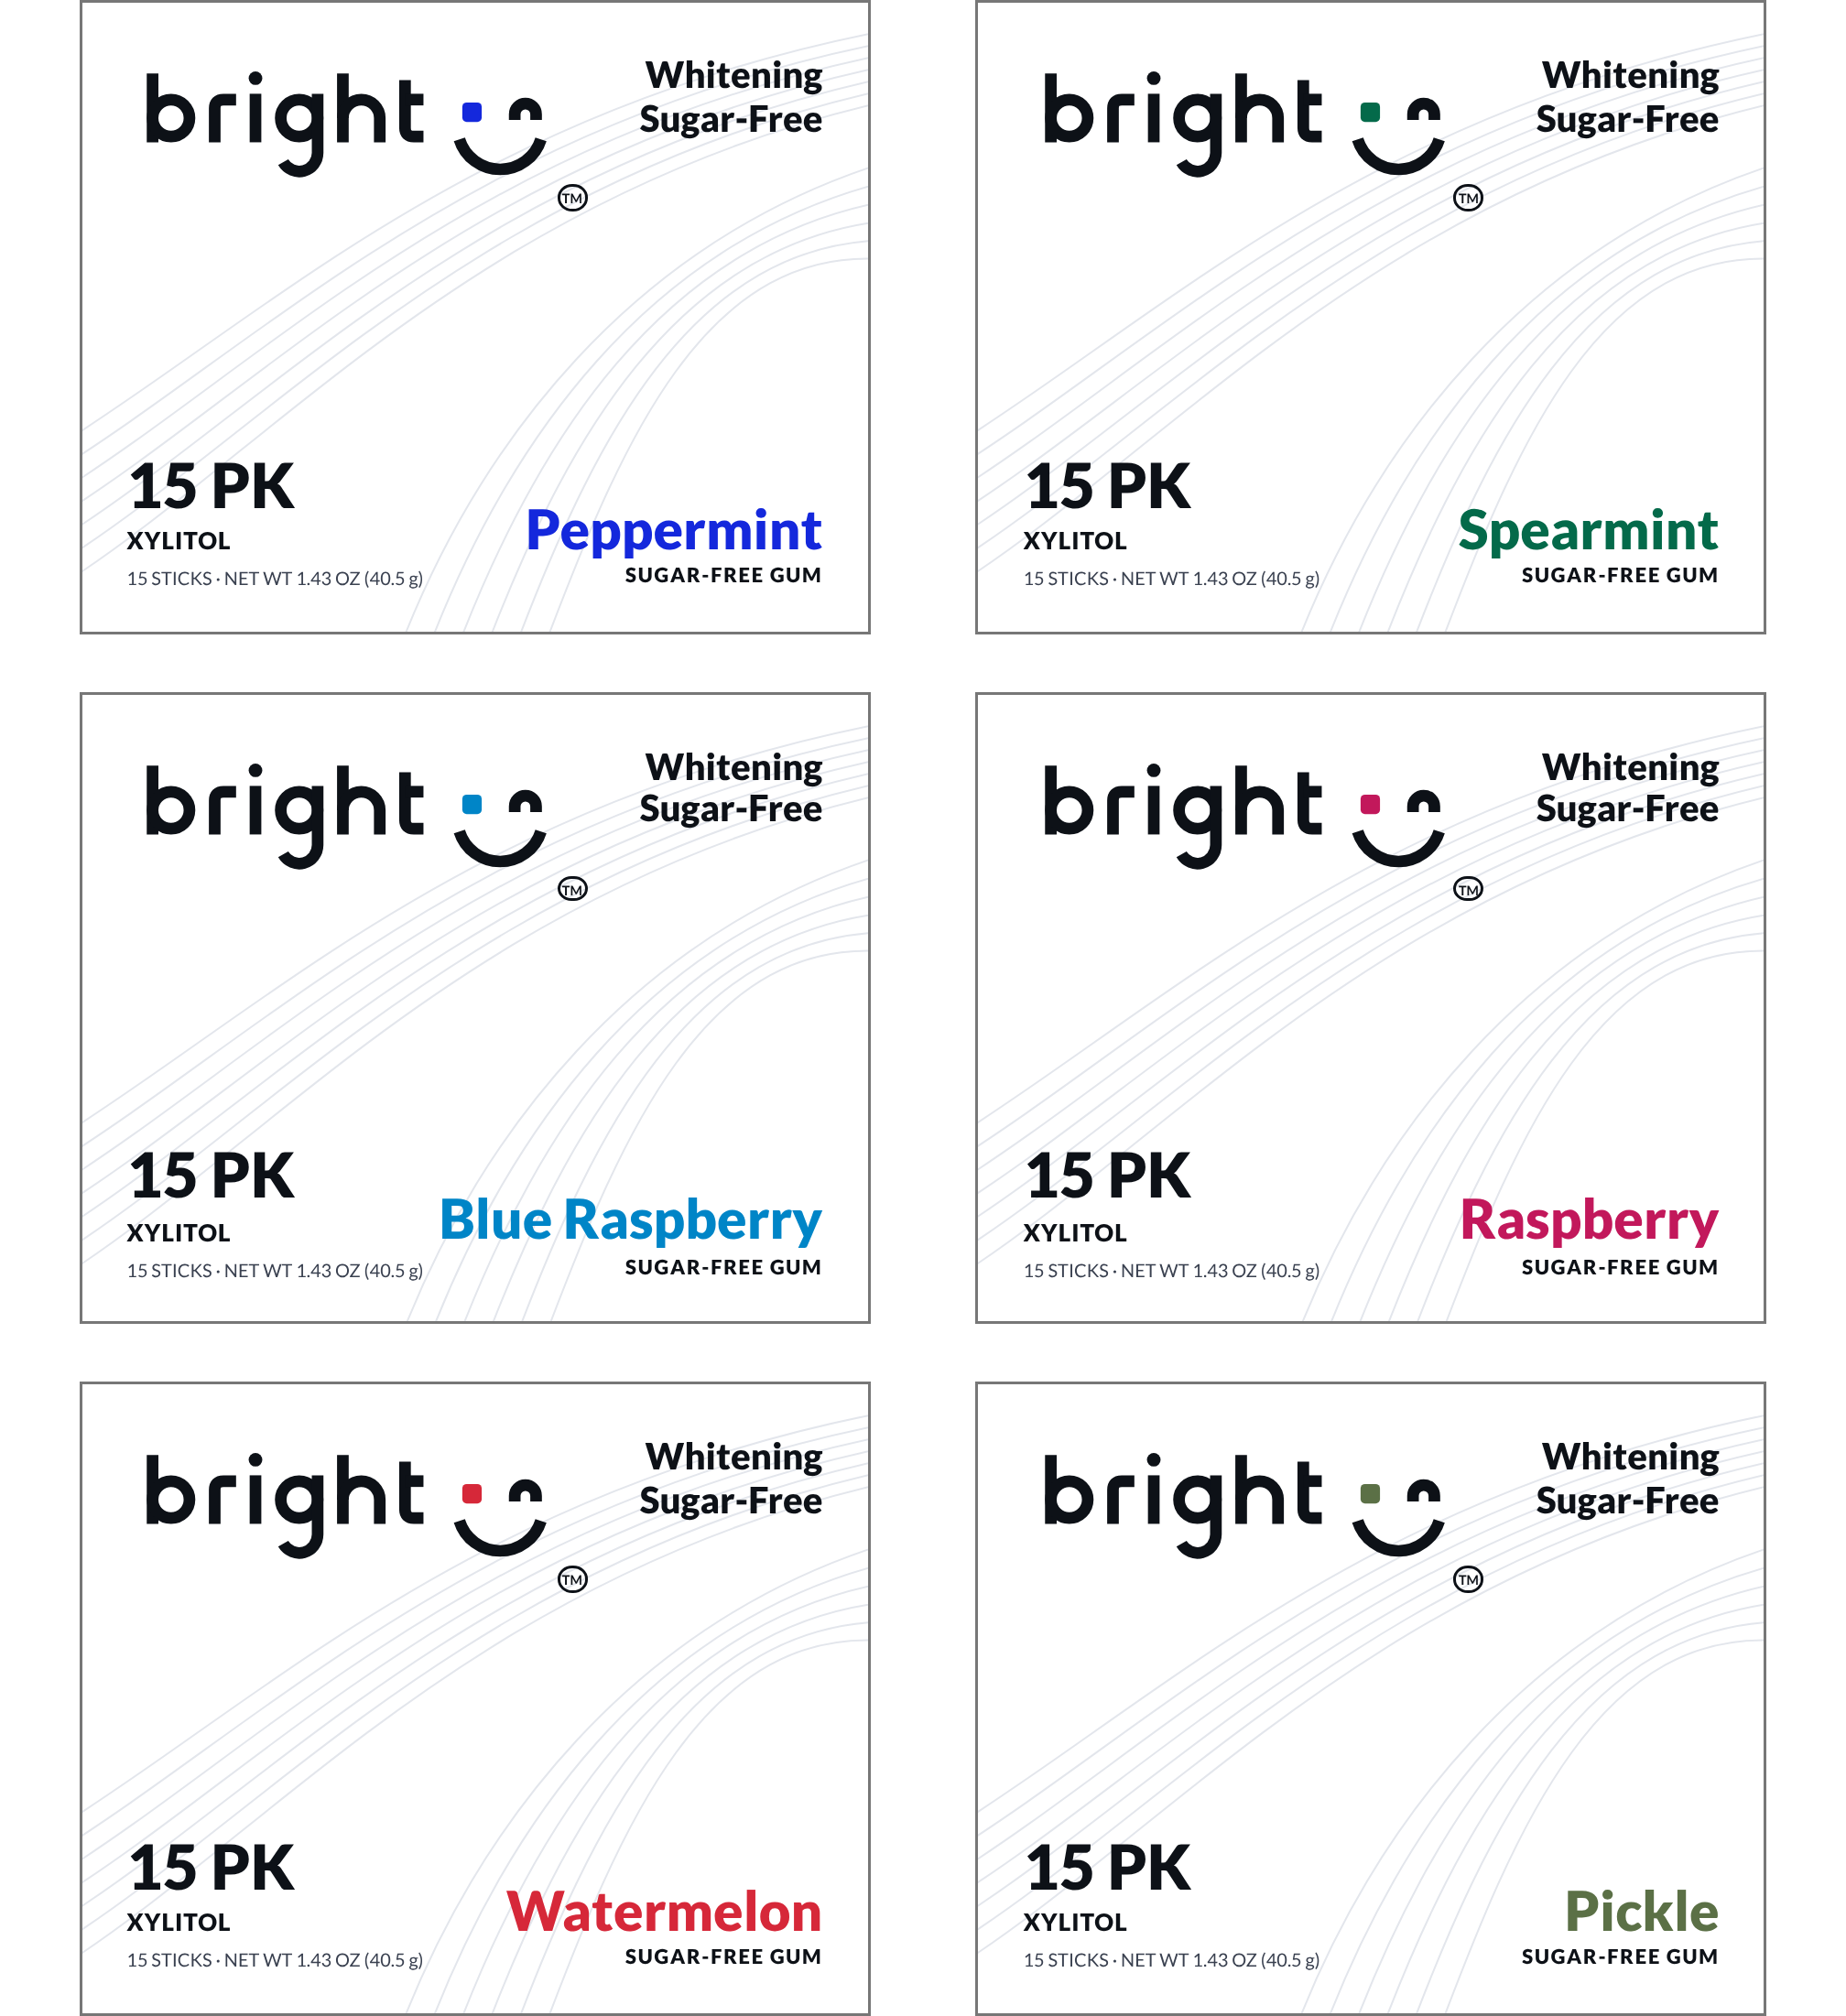 bright
TM
Whitening
Sugar-Free
15 PK
XYLITOL
15 STICKS · NET WT 1.43 OZ (40.5 g)
Peppermint
SUGAR-FREE GUM
bright
TM
Whitening
Sugar-Free
15 PK
XYLITOL
15 STICKS · NET WT 1.43 OZ (40.5 g)
Spearmint
SUGAR-FREE GUM
bright
TM
Whitening
Sugar-Free
15 PK
XYLITOL
15 STICKS · NET WT 1.43 OZ (40.5 g)
Blue Raspberry
SUGAR-FREE GUM
bright
TM
Whitening
Sugar-Free
15 PK
XYLITOL
15 STICKS · NET WT 1.43 OZ (40.5 g)
Raspberry
SUGAR-FREE GUM
bright
TM
Whitening
Sugar-Free
15 PK
XYLITOL
15 STICKS · NET WT 1.43 OZ (40.5 g)
Watermelon
SUGAR-FREE GUM
bright
TM
Whitening
Sugar-Free
15 PK
XYLITOL
15 STICKS · NET WT 1.43 OZ (40.5 g)
Pickle
SUGAR-FREE GUM